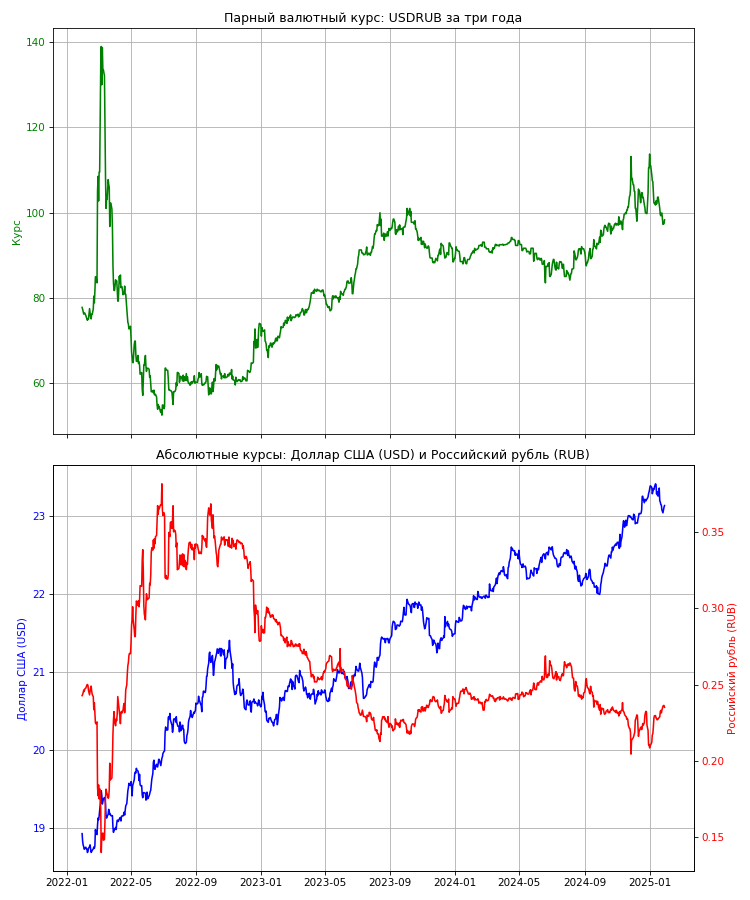 Парный валютный курс: USDRUB за три года
140
120
100
80
60
Курс
Абсолютные курсы: Доллар США (USD) и Российский рубль (RUB)
23
22
21
20
19
Доллар США (USD)
0.35
0.30
0.25
0.20
0.15
Российский рубль (RUB)
2022-01 2022-05 2022-09 2023-01 2023-05 2023-09 2024-01 2024-05 2024-09 2025-01